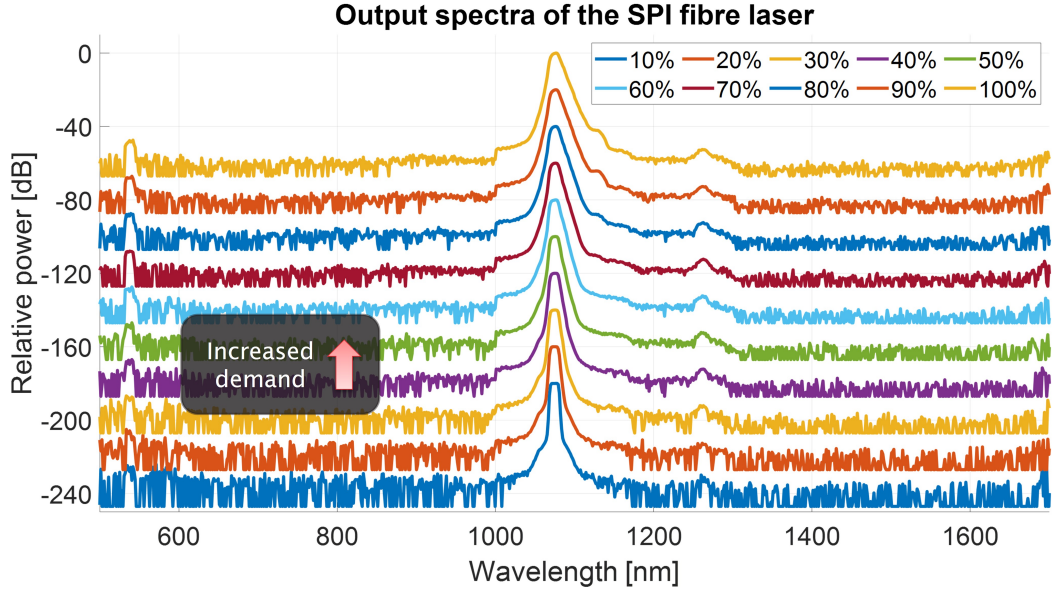 Output spectra of the SPI fibre laser
10% 20% 30% 40% 50%
60% 70% 80% 90% 100%
0
-40
-80
-120
-160
-200
-240
Relative power [dB]
Increased
demand
600 800 1000 1200 1400 1600
Wavelength [nm]